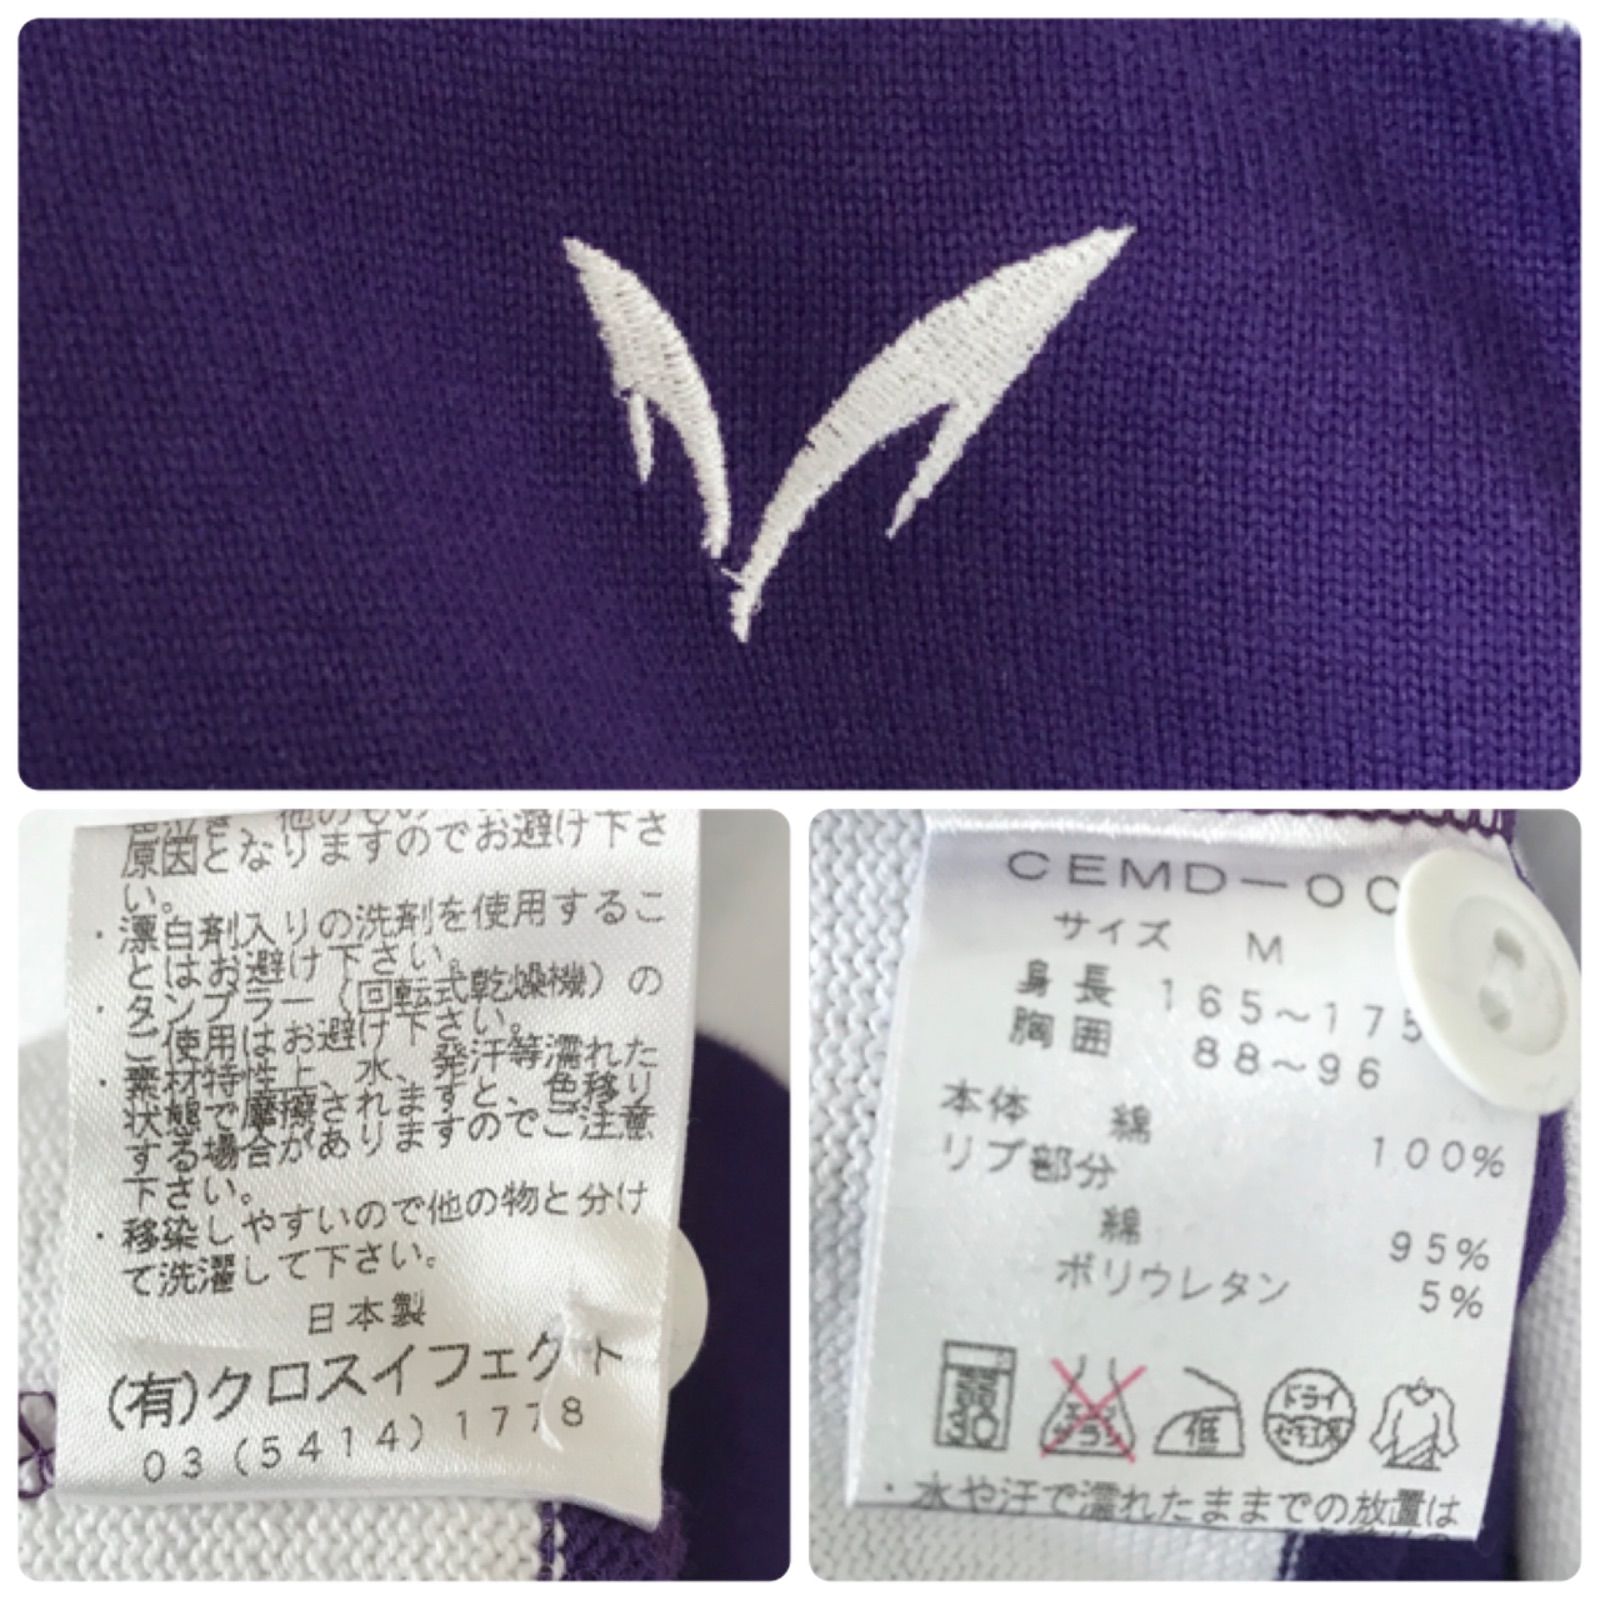 原因となりますのでお避け下さ
い。
・漂白剤入りの洗剤を使用するこ
とはお避け下さい。
・タンブラー（回転式乾燥機）の
ご使用はお避け下さい。
・素材特性上、水、発汗等濡れた
状態で摩擦されますと、色移り
する場合がありますのでご注意
下さい。
・移染しやすいので他の物と分け
て洗濯して下さい。
日本製
(有)クロスイフェクト
03(5414)1778
CEMD－00
サイズ M
身長 165～175
胸囲 88～96
本体 綿 100%
リブ部分
綿 95%
ポリウレタン 5%
30
低
ドライ
・水や汗で濡れたままでの放置は